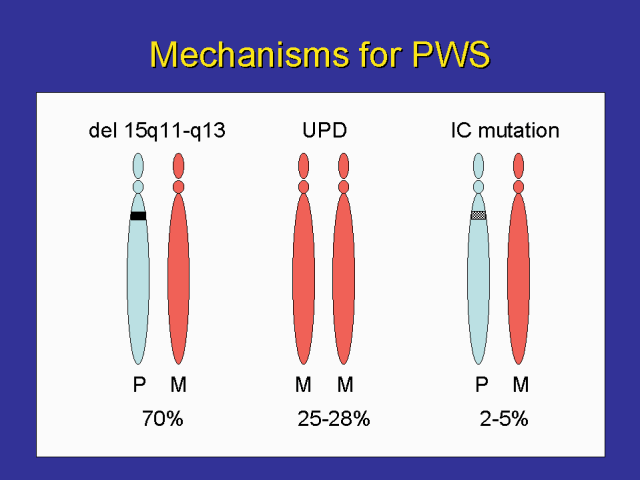 Mechanisms for PWS
del 15q11-q13 UPD IC mutation
P M M M P M
70% 25-28% 2-5%